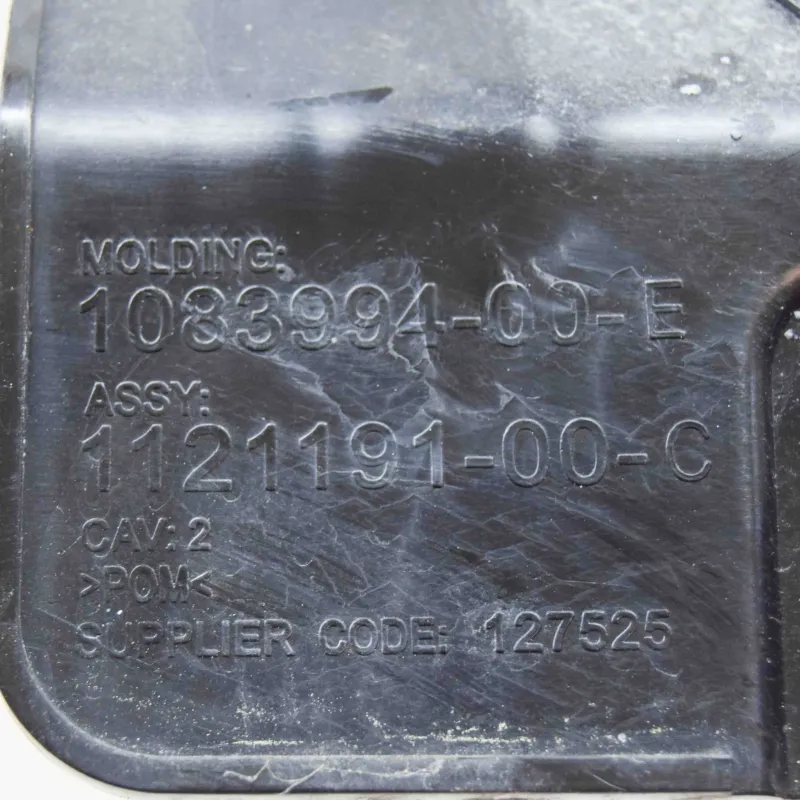 MOLDING:
1083994-00-E
ASSY:
1121191-00-C
CAV: 2
>POM<
SUPPLIER CODE: 127525